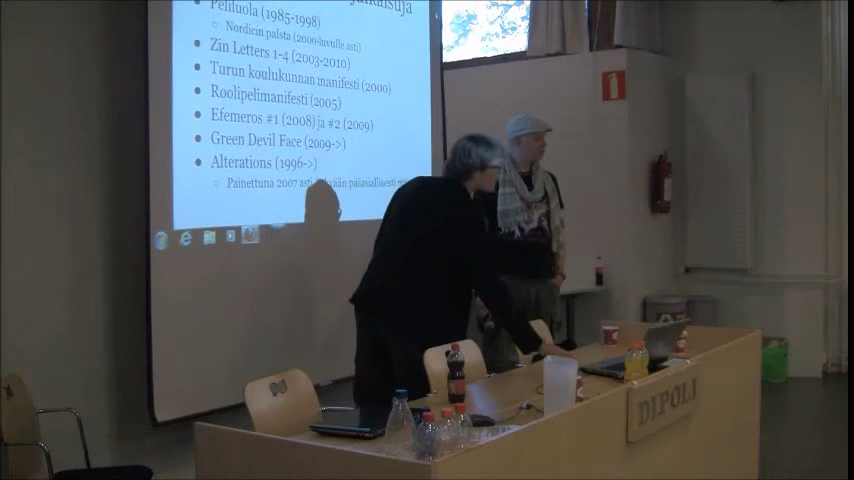 Peliluola (1985-1998)
Nordicin palsta (2000-luvulle asti)
Zin Letters 1-4 (2003-2010)
Turun koulukunnan manifesti (2000)
Roolipelimanifesti (2005)
Efemeros #1 (2008) ja #2 (2009)
Green Devil Face (2009->)
Alterations (1996->)
Painettuna 2007 asti pääasiallisesti
DIPOLI